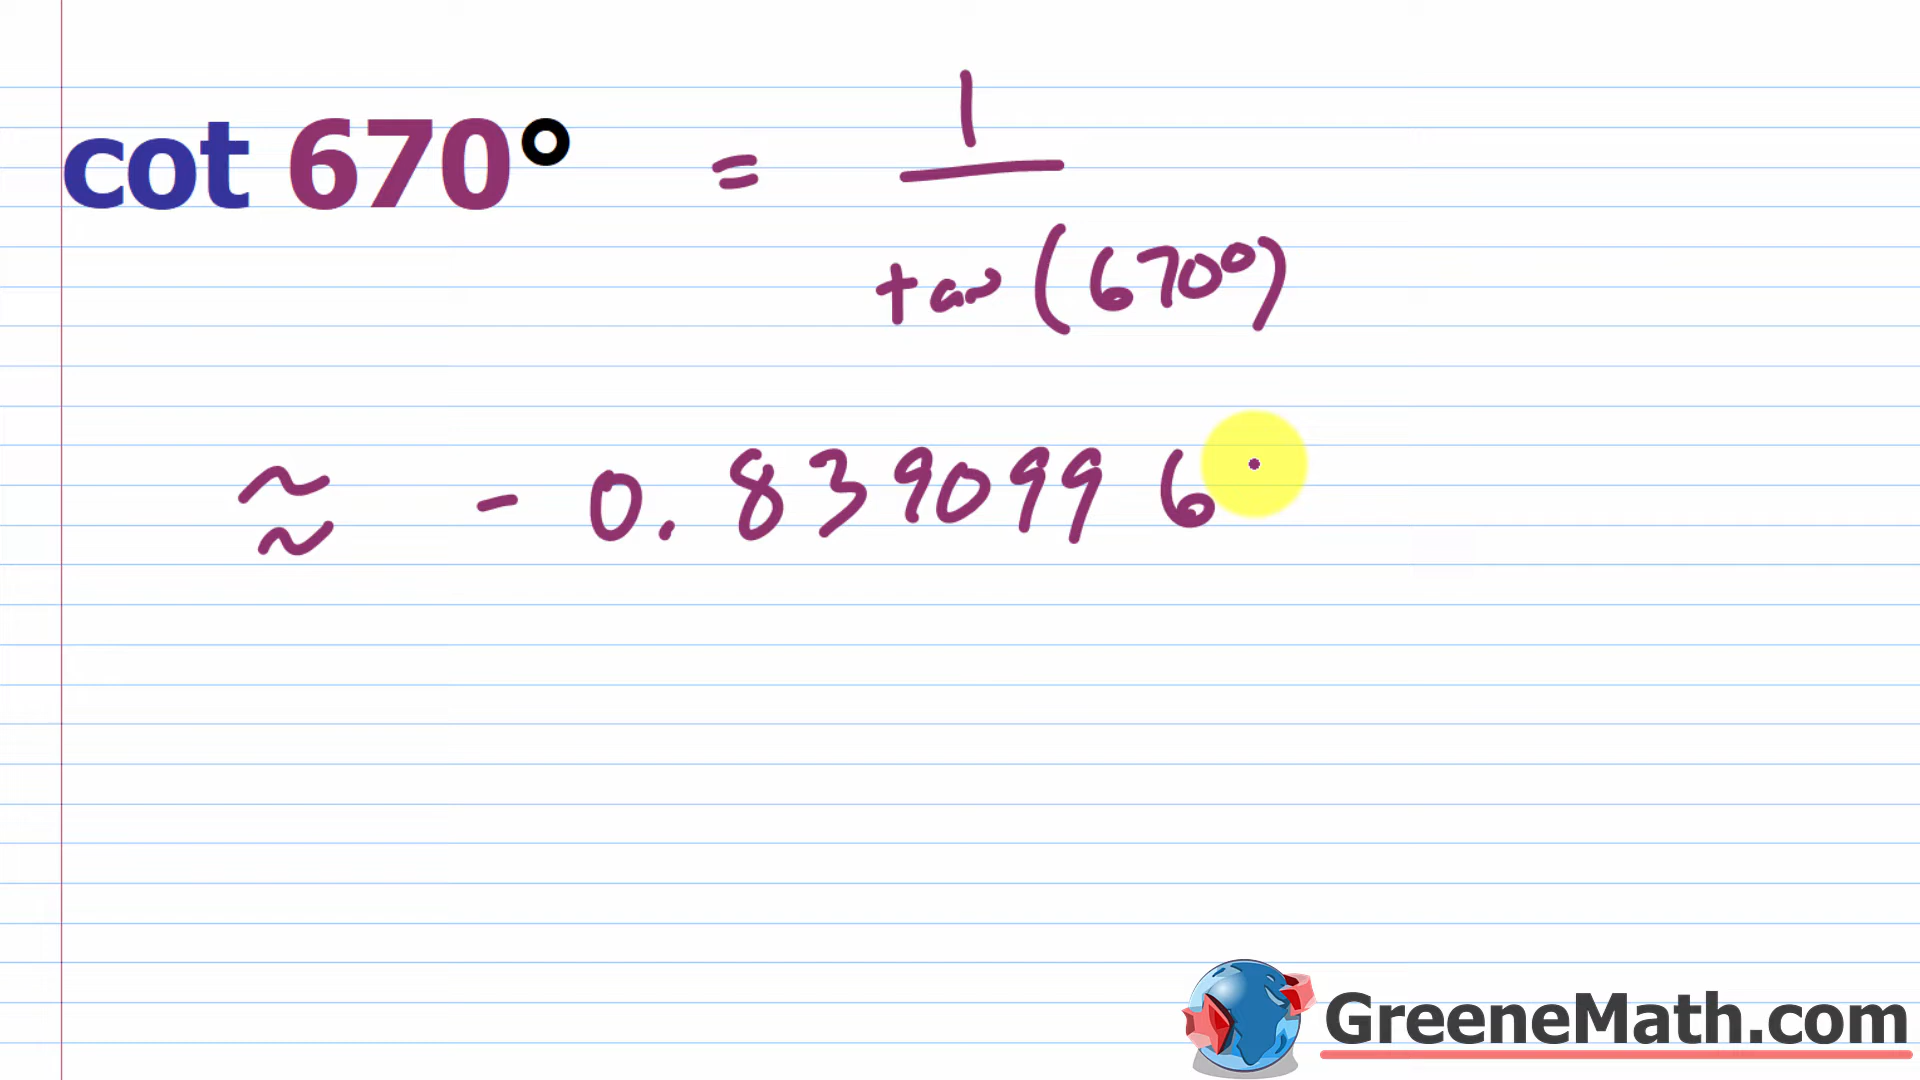 cot 670° = 1
tan (670°)
≈ - 0.8390996
GreeneMath.com